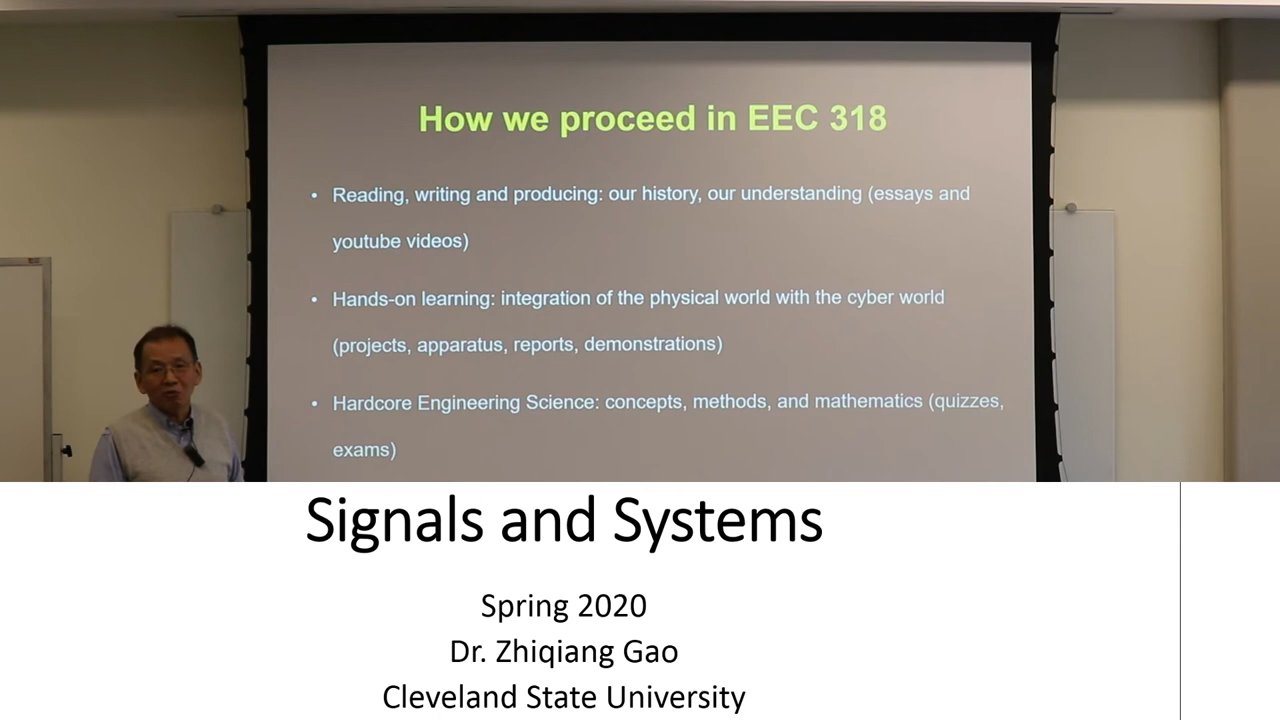 How we proceed in EEC 318
• Reading, writing and producing: our history, our understanding (essays and
youtube videos)
• Hands-on learning: integration of the physical world with the cyber world
(projects, apparatus, reports, demonstrations)
• Hardcore Engineering Science: concepts, methods, and mathematics (quizzes,
exams)
Signals and Systems
Spring 2020
Dr. Zhiqiang Gao
Cleveland State University